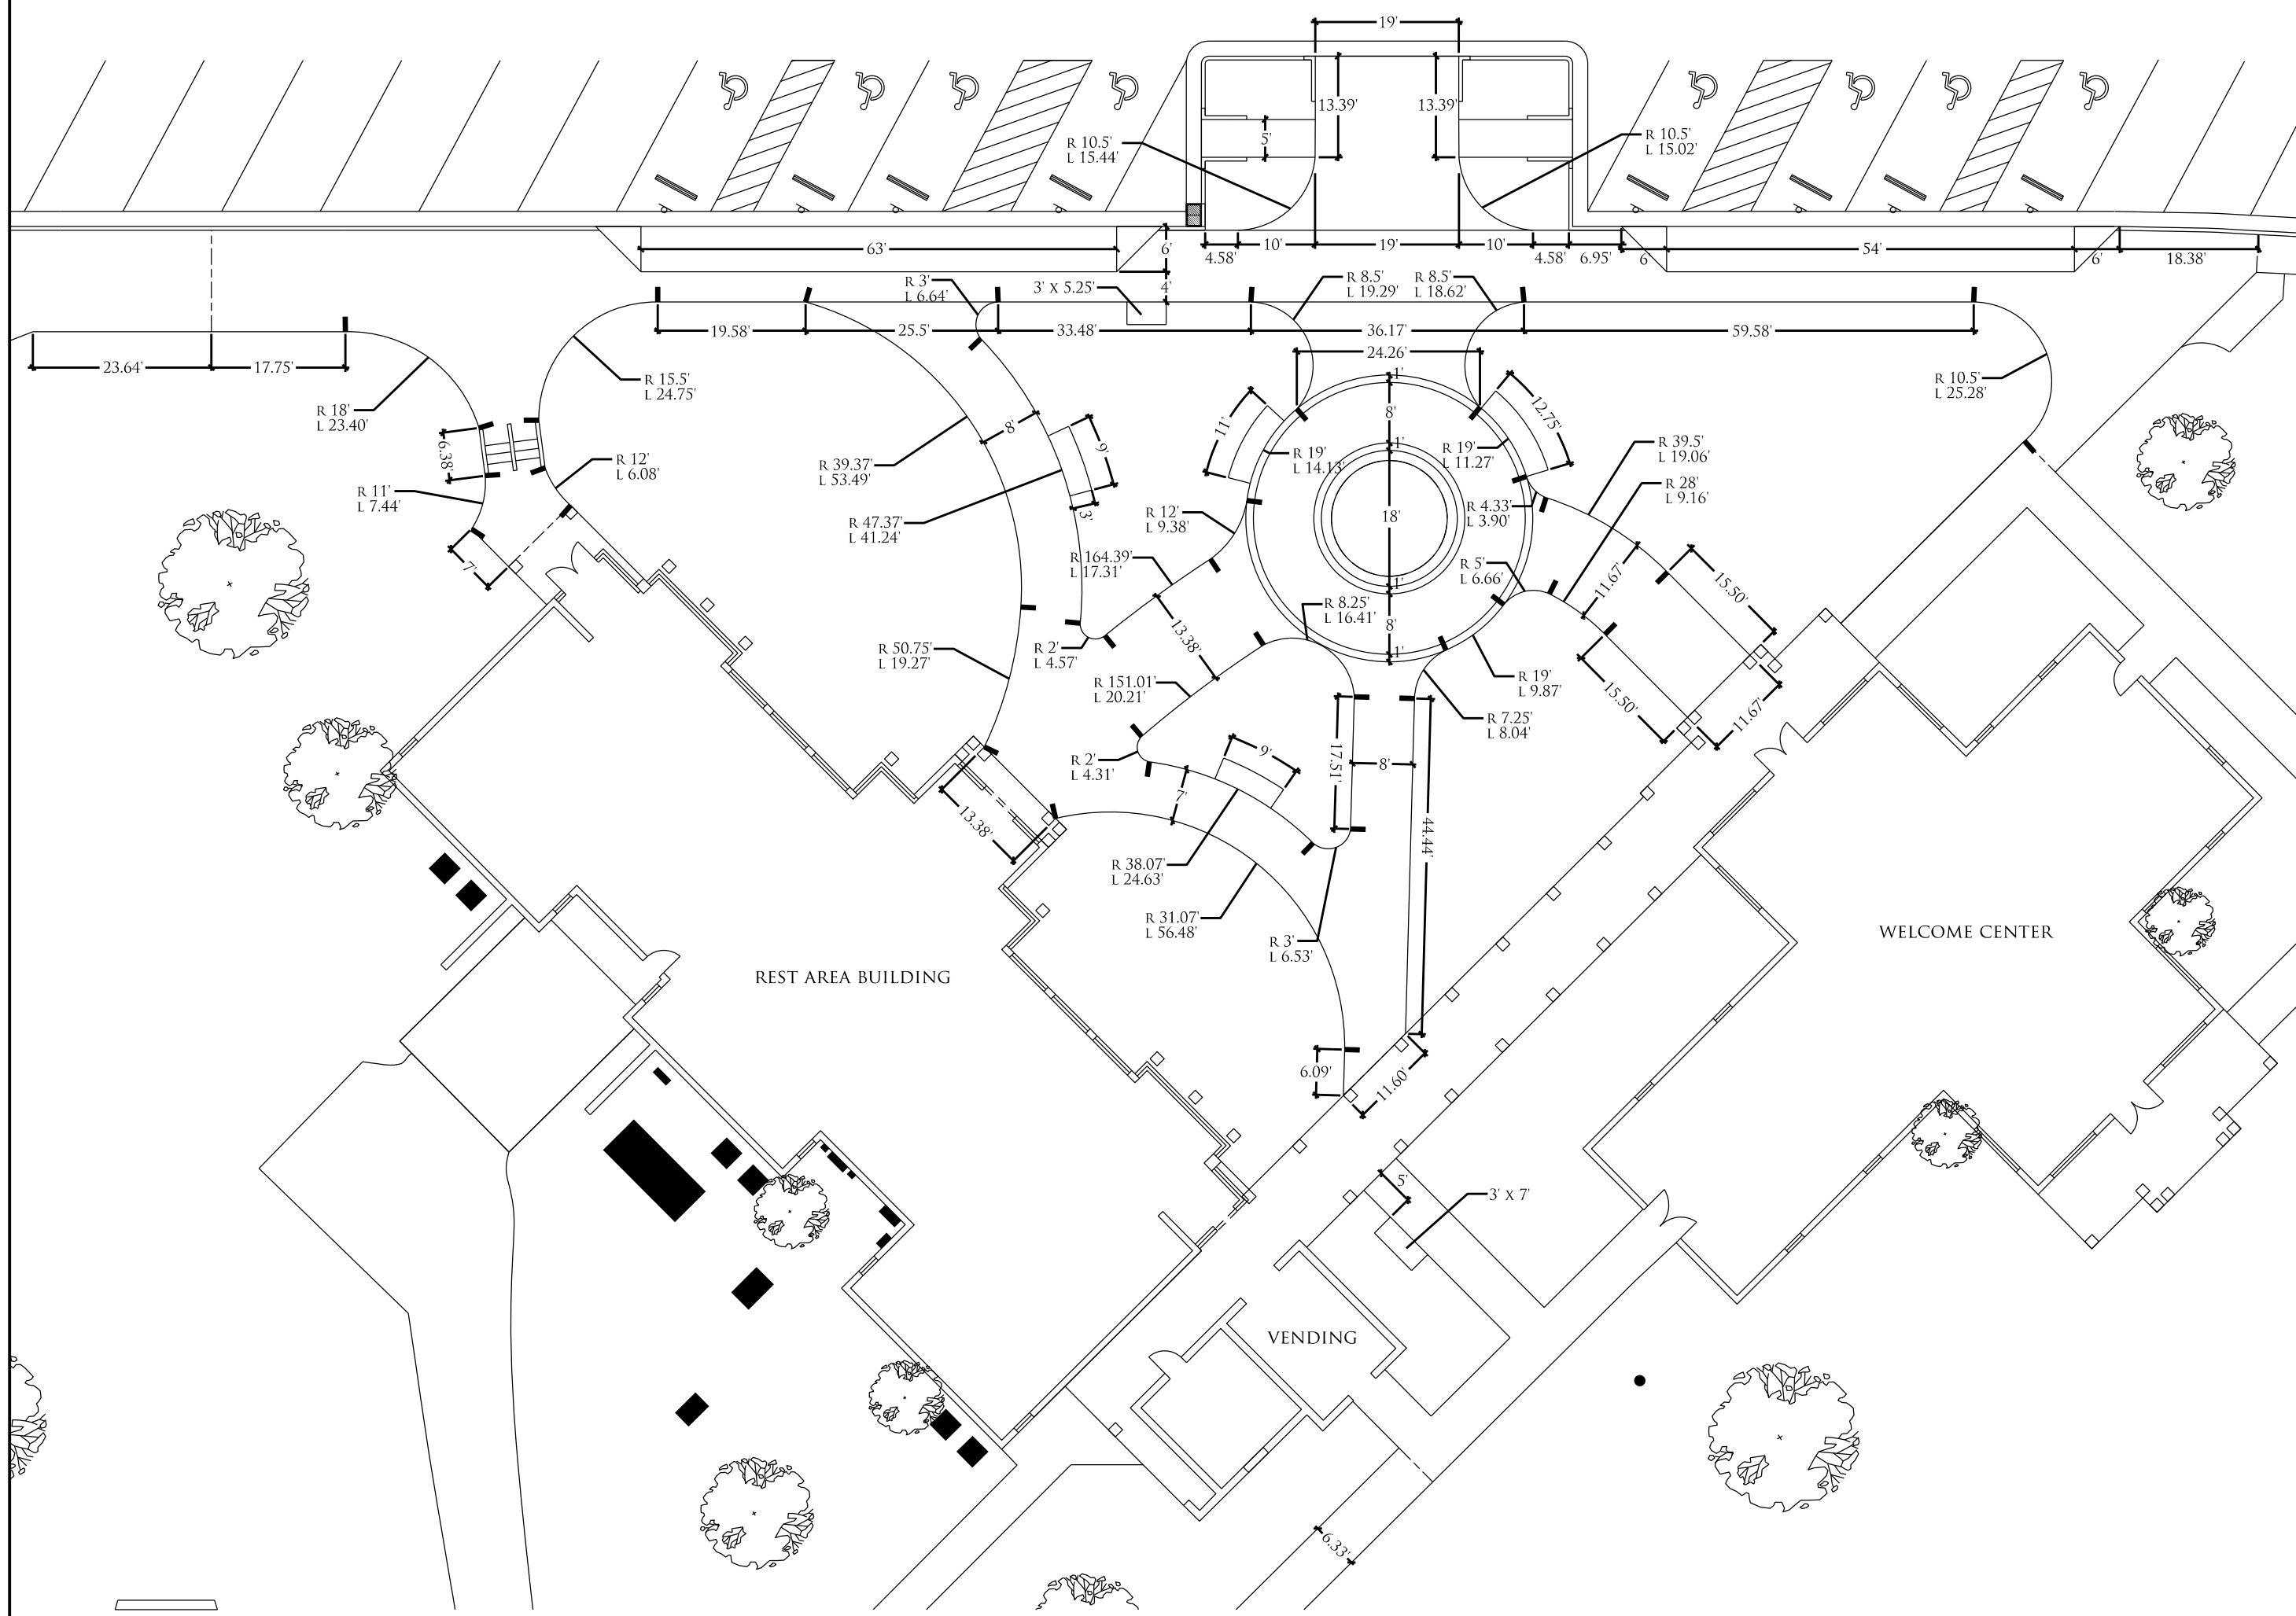 19'
13.39'
13.39'
R 10.5'
L 15.44'
5'
R 10.5'
L 15.02'
63'
6'
4.58'
10'
19'
10'
4.58'
6.95'
6'
54'
6'
18.38'
R 3'
L 6.64'
3' X 5.25'
4'
R 8.5'
L 19.29'
R 8.5'
L 18.62'
19.58'
25.5'
33.48'
36.17'
59.58'
23.64'
17.75'
24.26'
1'
R 15.5'
L 24.75'
R 10.5'
L 25.28'
R 18'
L 23.40'
8'
8'
11'
12.75'
6.38'
9'
1'
R 12'
L 6.08'
R 39.37'
L 53.49'
R 19'
L 14.13'
R 19'
L 11.27'
R 39.5'
L 19.06'
R 11'
L 7.44'
R 28'
L 9.16'
R 47.37'
L 41.24'
3'
R 12'
L 9.38'
18'
R 4.33'
L 3.90'
7'
R 164.39'
L 17.31'
R 5'
L 6.66'
1'
11.67'
15.50'
R 8.25'
L 16.41'
8'
13.38'
R 50.75'
L 19.27'
R 2'
L 4.57'
1'
R 151.01'
L 20.21'
R 19'
L 9.87'
15.50'
11.67'
R 7.25'
L 8.04'
R 2'
L 4.31'
9'
17.51'
8'
7'
13.38'
44.44'
R 38.07'
L 24.63'
R 31.07'
L 56.48'
R 3'
L 6.53'
WELCOME CENTER
REST AREA BUILDING
6.09'
11.60'
5'
3' X 7'
VENDING
6.33'